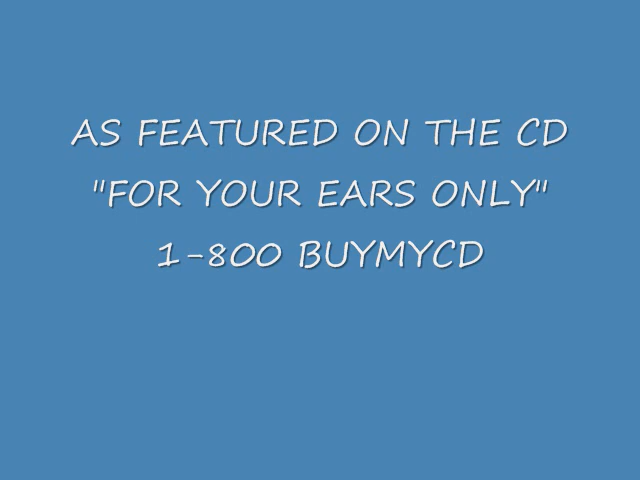 AS FEATURED ON THE CD
"FOR YOUR EARS ONLY"
1-800 BUYMYCD